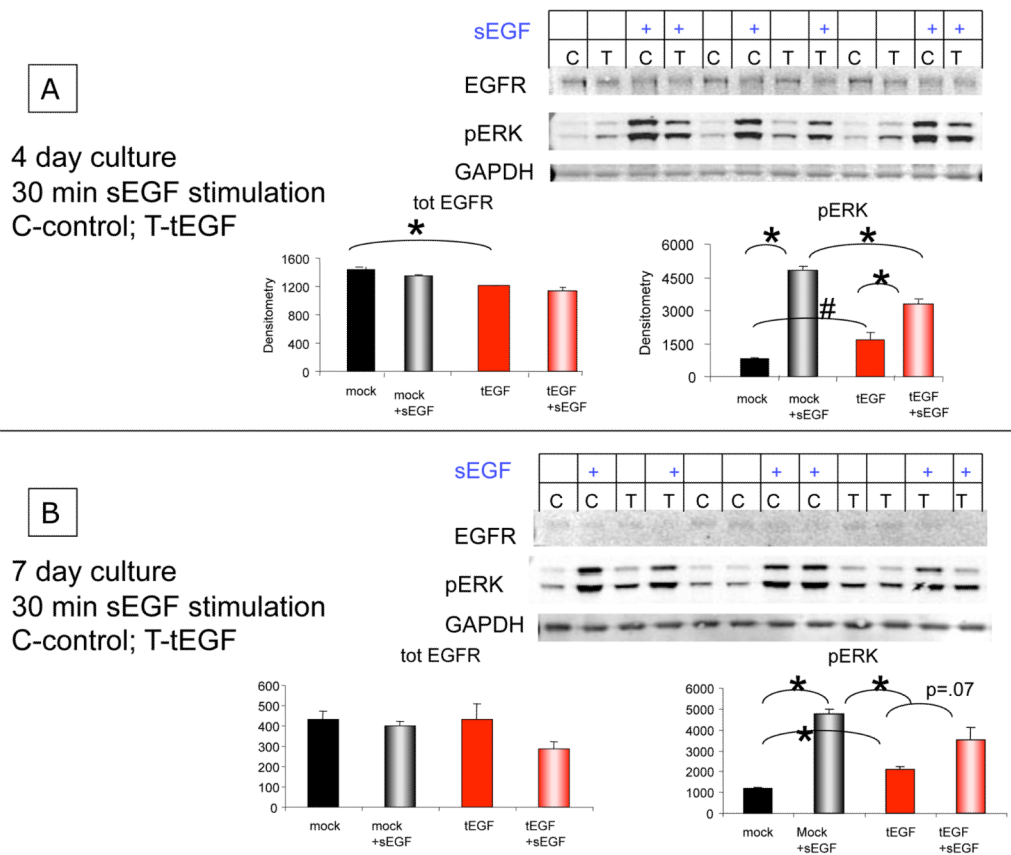 A
4 day culture
30 min sEGF stimulation
C-control; T-tEGF
sEGF + + + + + +
C T C T C C T T C T C T
EGFR
pERK
GAPDH
tot EGFR
*
Densitometry
1600
1200
800
400
0
mock mock +sEGF tEGF tEGF +sEGF
pERK
* * * #
Densitometry
6000
4500
3000
1500
0
mock mock +sEGF tEGF tEGF +sEGF
B
7 day culture
30 min sEGF stimulation
C-control; T-tEGF
sEGF + + + + + +
C C T T C C C C T T T T
EGFR
pERK
GAPDH
tot EGFR
600
500
400
300
200
100
0
mock mock +sEGF tEGF tEGF +sEGF
pERK
* * * p=.07
6000
5000
4000
3000
2000
1000
0
mock Mock +sEGF tEGF tEGF +sEGF